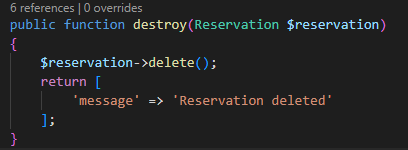 6 references | 0 overrides
public function destroy(Reservation $reservation)
{
    $reservation->delete();
    return [
        'message' => 'Reservation deleted'
    ];
}